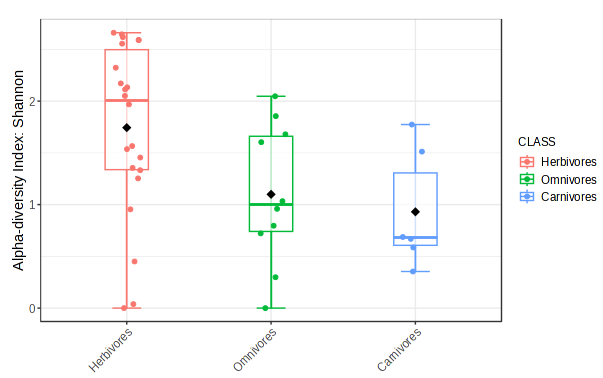 Alpha-diversity Index: Shannon
2
1
0
Herbivores
Omnivores
Carnivores
CLASS
Herbivores
Omnivores
Carnivores